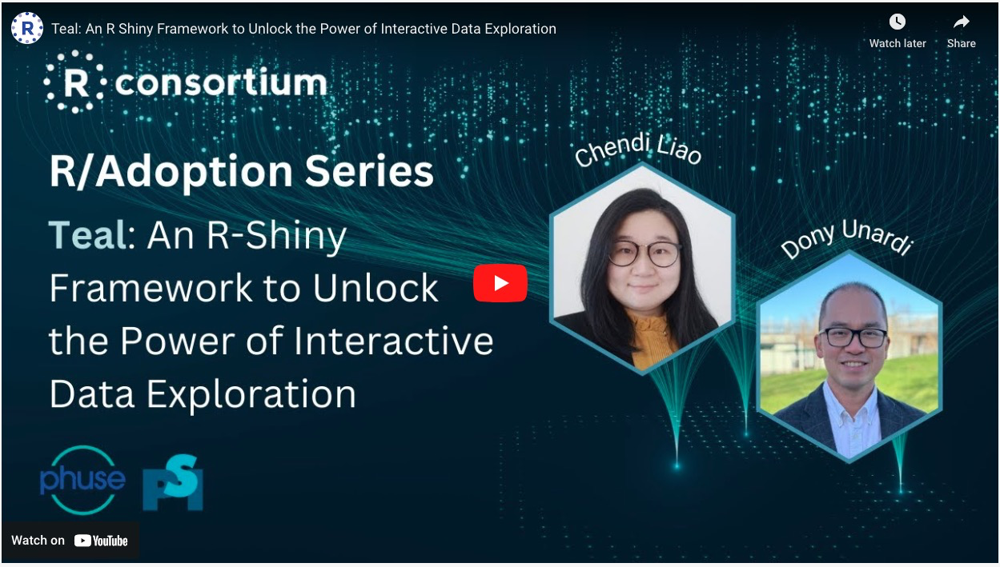 R
Teal: An R Shiny Framework to Unlock the Power of Interactive Data Exploration
Watch later
Share
R consortium
R/Adoption Series
Teal: An R-Shiny
Framework to Unlock
the Power of Interactive
Data Exploration
Chendi Liao
Dony Unardi
phuse
PSI
Watch on YouTube